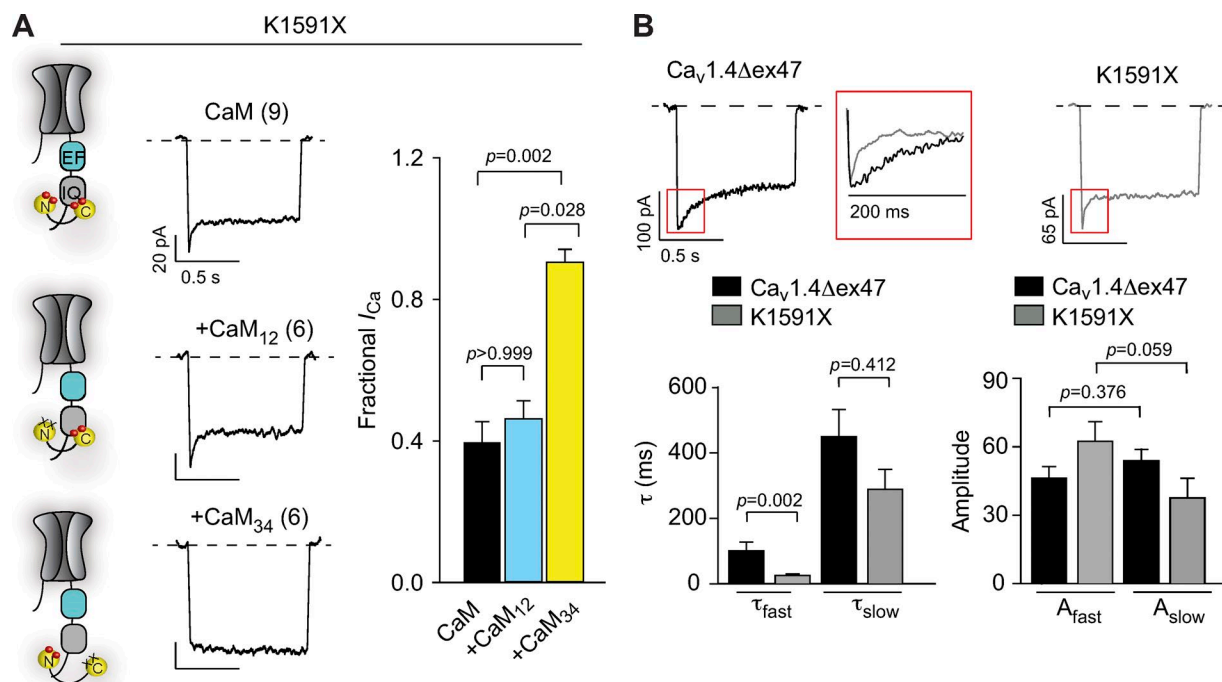 A
K1591X
EF
IQ
N
C
CaM (9)
20 pA
0.5 s
N
C
+CaM12 (6)
N
C
+CaM34 (6)
Fractional ICa
1.2
0.8
0.4
0.0
p=0.002
p=0.028
p>0.999
CaM
+CaM12
+CaM34
B
Cav1.4Δex47
K1591X
100 pA
0.5 s
200 ms
65 pA
Cav1.4Δex47
K1591X
τ (ms)
600
400
200
0
p=0.412
p=0.002
τfast
τslow
Cav1.4Δex47
K1591X
Amplitude
90
60
30
0
p=0.059
p=0.376
Afast
Aslow